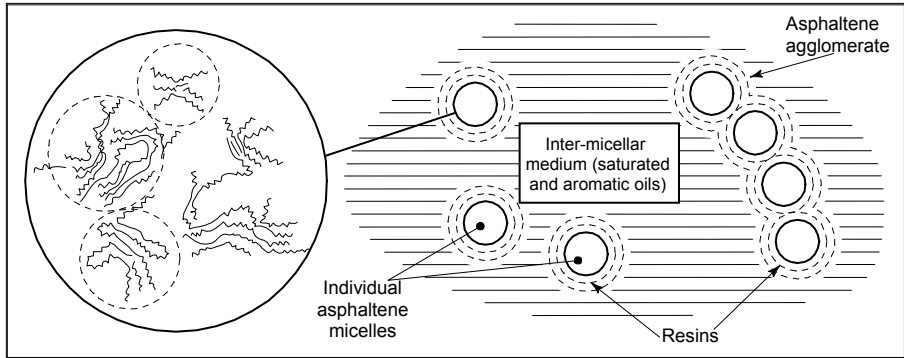 Asphaltene
agglomerate
Inter-micellar
medium (saturated
and aromatic oils)
Individual
asphaltene
micelles
Resins